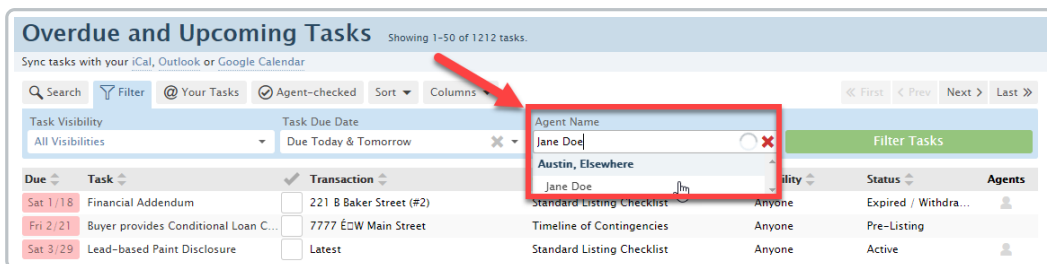 Overdue and Upcoming Tasks Showing 1-50 of 1212 tasks.
Sync tasks with your iCal, Outlook or Google Calendar
Search Filter @ Your Tasks Agent-checked Sort Columns « First < Prev Next > Last »
Task Visibility Task Due Date Agent Name
All Visibilities Due Today & Tomorrow Jane Doe Filter Tasks
Austin, Elsewhere
Jane Doe
Due Task Transaction ility Status Agents
Sat 1/18 Financial Addendum 221 B Baker Street (#2) Standard Listing Checklist Anyone Expired / Withdra...
Fri 2/21 Buyer provides Conditional Loan C... 7777 É□W Main Street Timeline of Contingencies Anyone Pre-Listing
Sat 3/29 Lead-based Paint Disclosure Latest Standard Listing Checklist Anyone Active